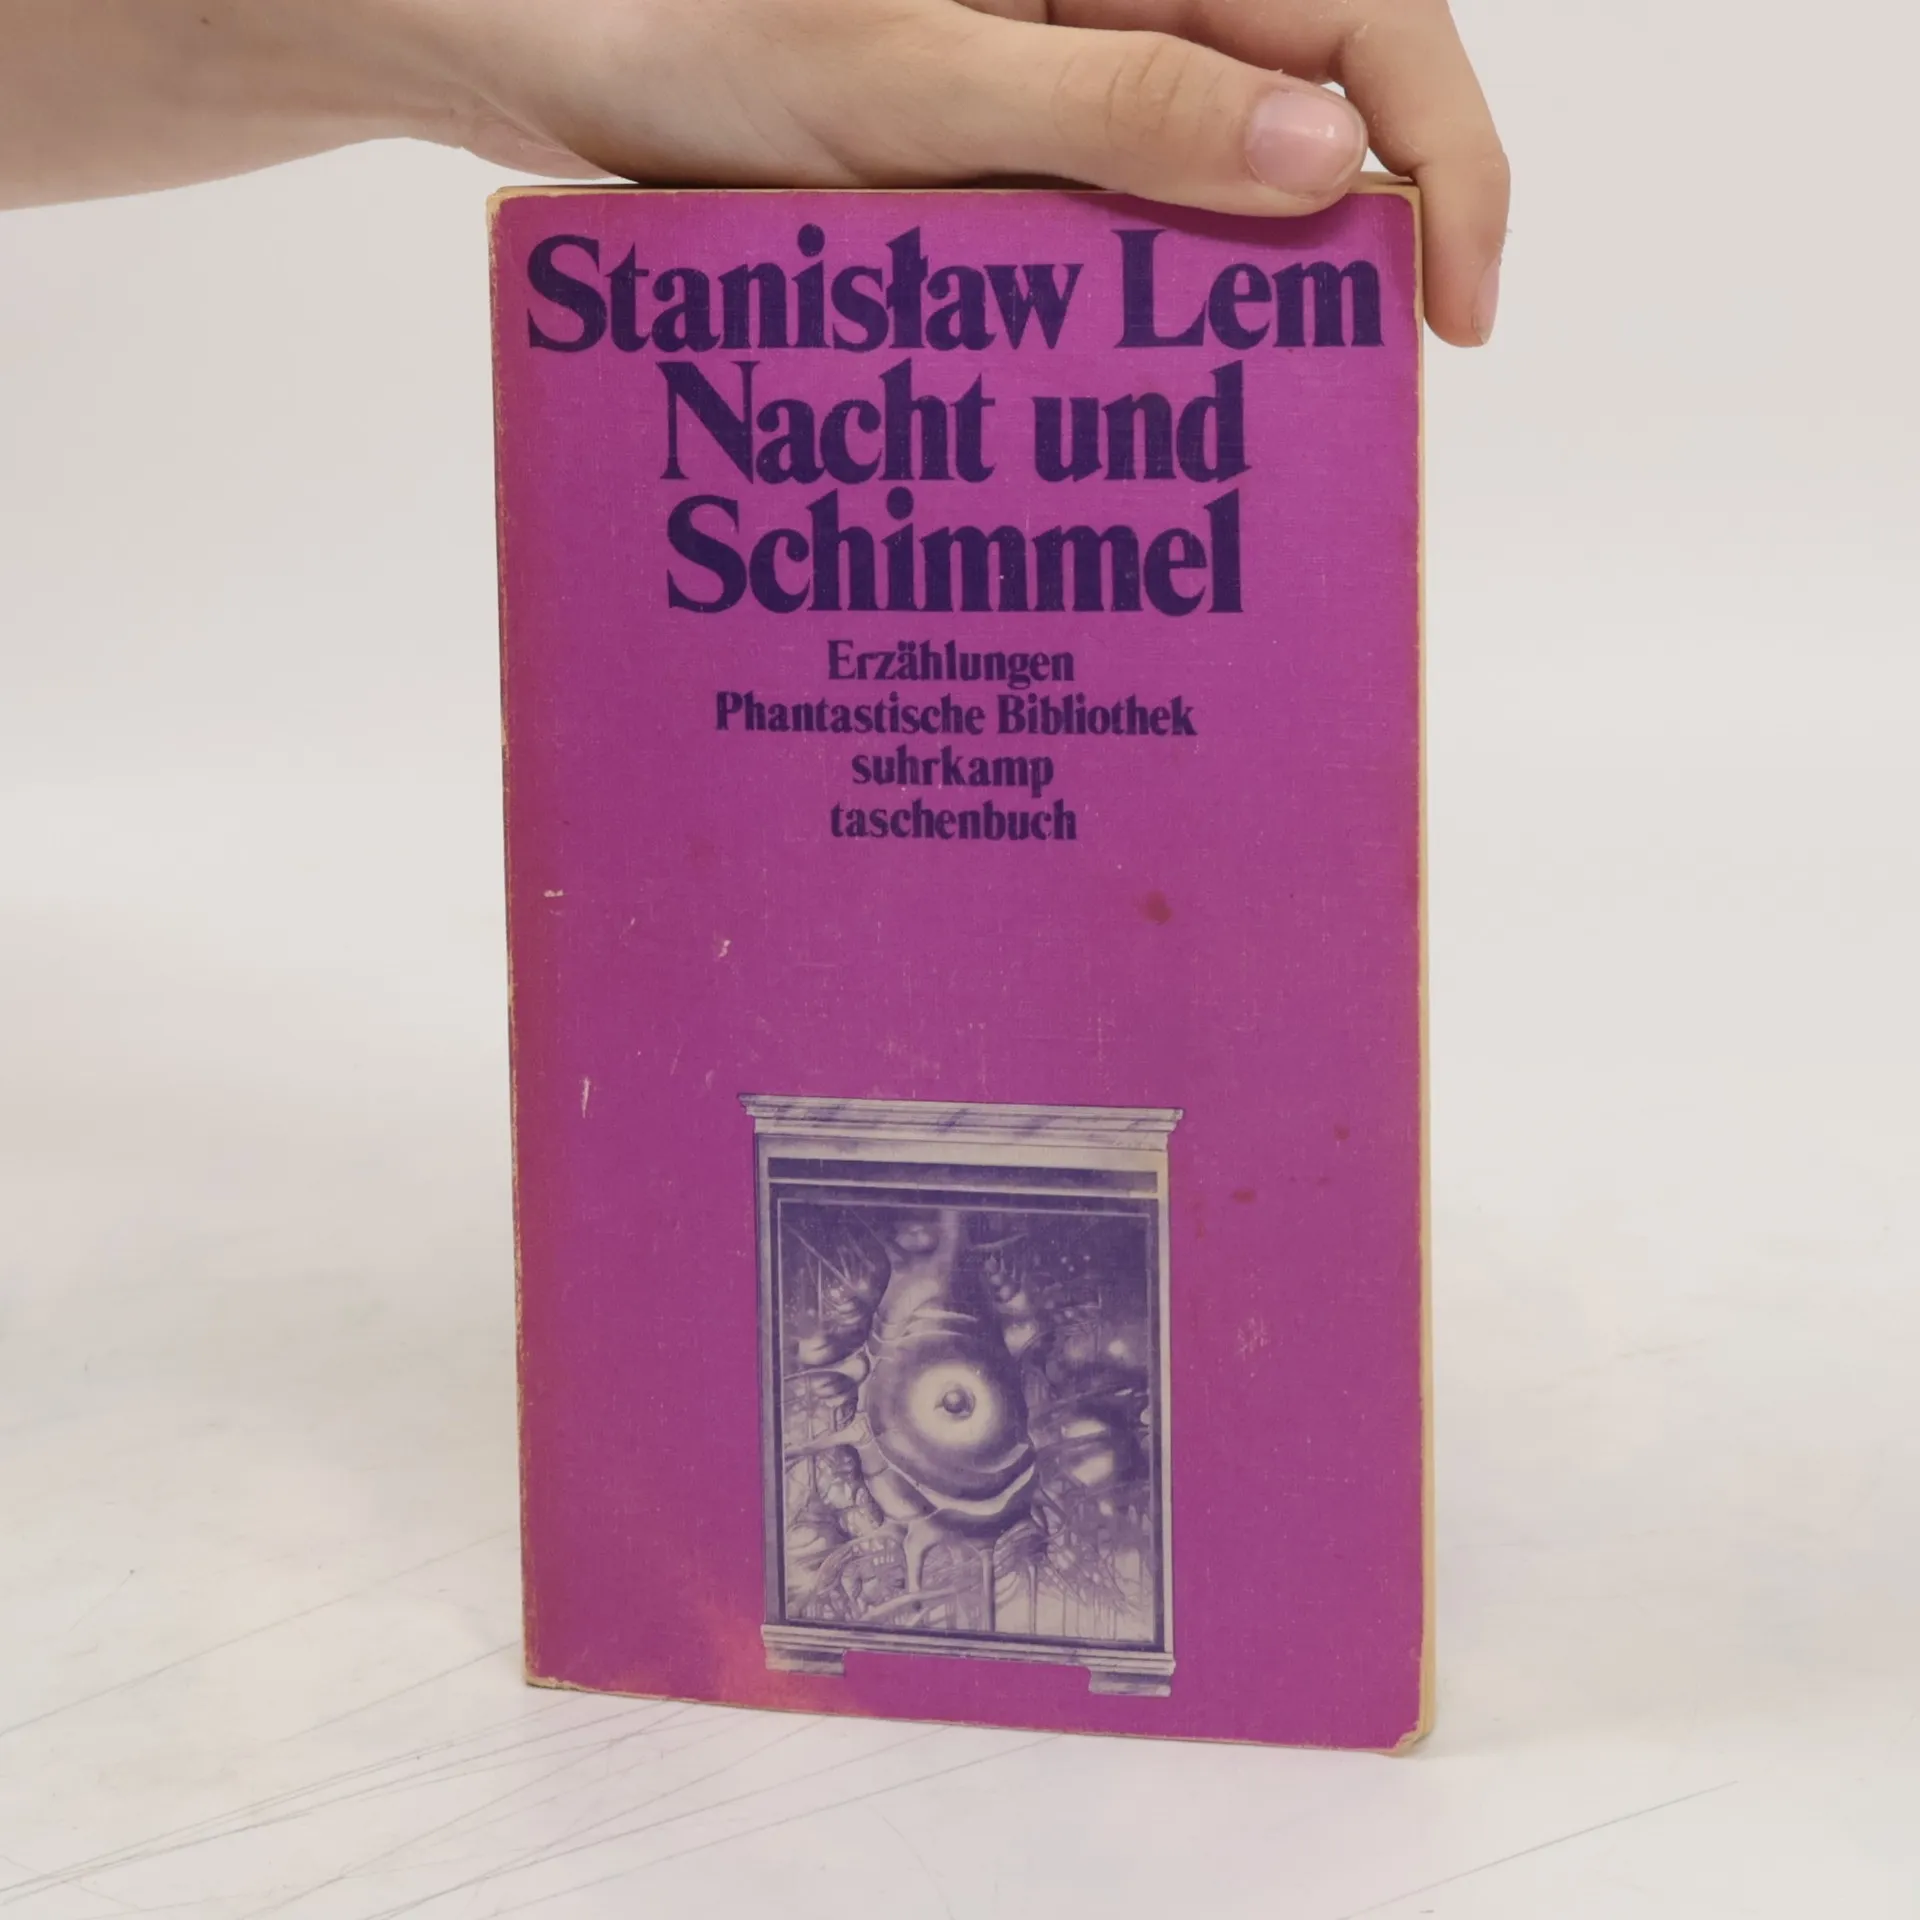 Stanisław Lem
Nacht und
Schimmel
Erzählungen
Phantastische Bibliothek
suhrkamp
taschenbuch